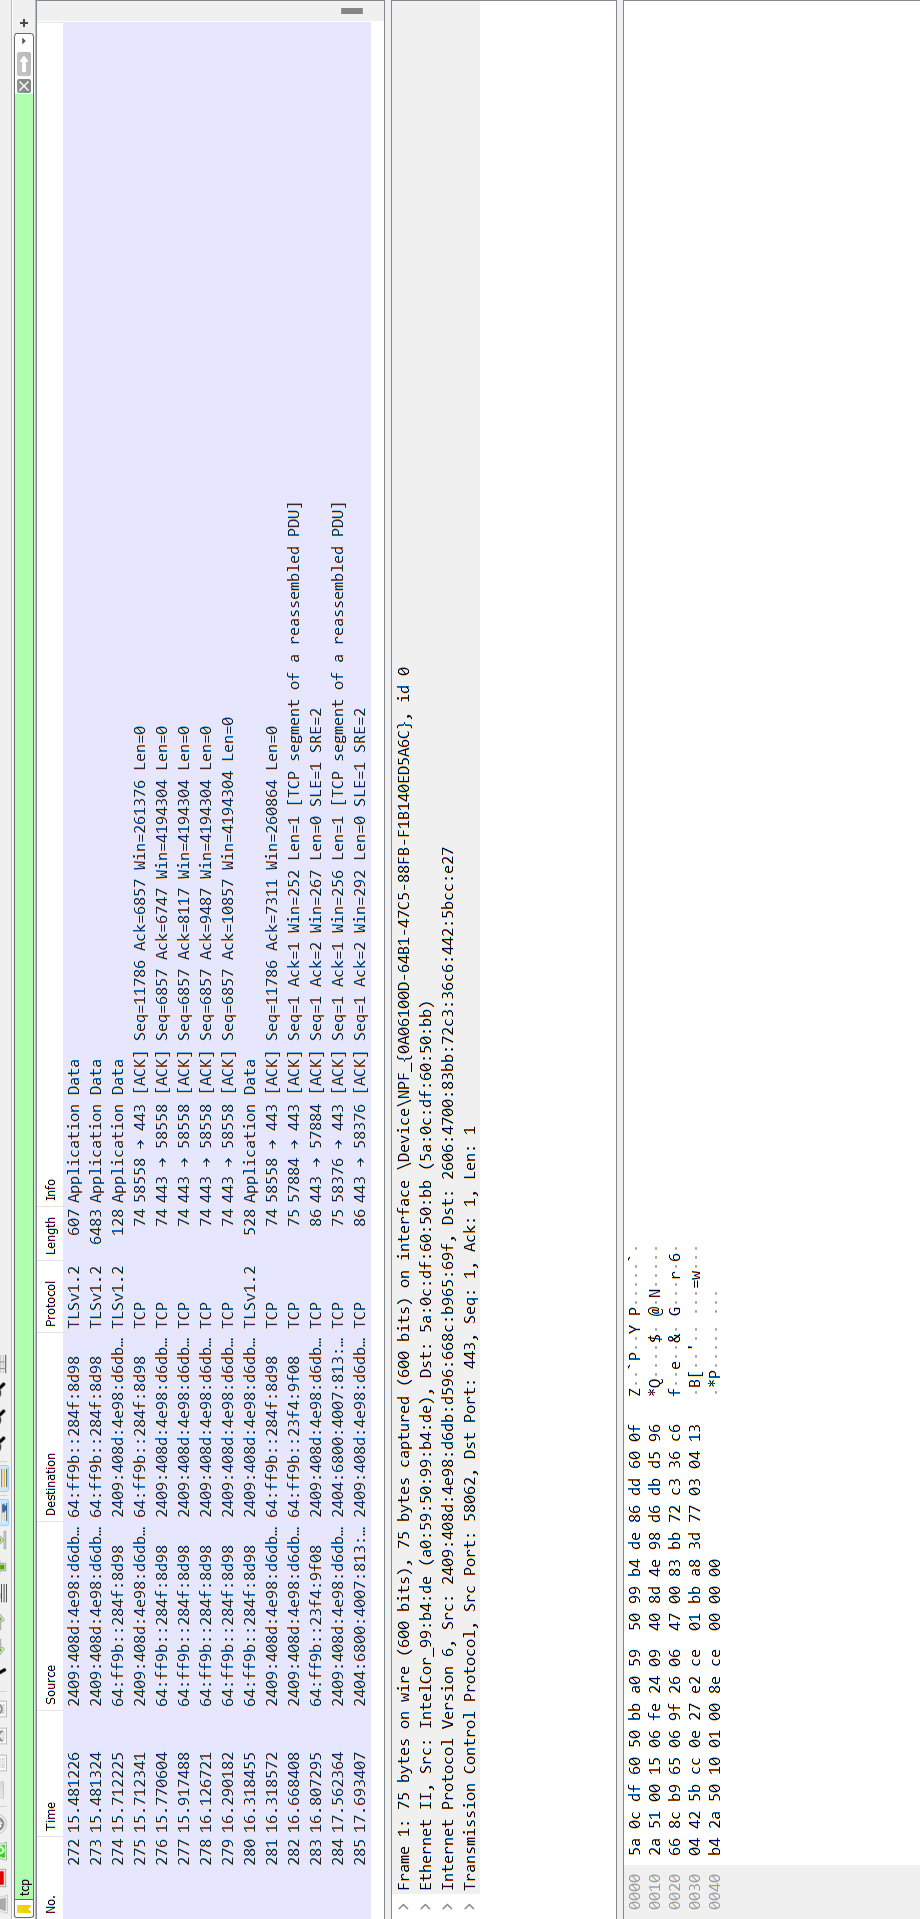 tcp
No. Time Source Destination Protocol Length Info
272 15.481226 2409:408d:4e98:d6db… 64:ff9b::284f:8d98 TLSv1.2 607 Application Data
273 15.481324 2409:408d:4e98:d6db… 64:ff9b::284f:8d98 TLSv1.2 6483 Application Data
274 15.712225 64:ff9b::284f:8d98 2409:408d:4e98:d6db… TLSv1.2 128 Application Data
275 15.712341 2409:408d:4e98:d6db… 64:ff9b::284f:8d98 TCP 74 58558 → 443 [ACK] Seq=11786 Ack=6857 Win=261376 Len=0
276 15.770604 64:ff9b::284f:8d98 2409:408d:4e98:d6db… TCP 74 443 → 58558 [ACK] Seq=6857 Ack=6747 Win=4194304 Len=0
277 15.917488 64:ff9b::284f:8d98 2409:408d:4e98:d6db… TCP 74 443 → 58558 [ACK] Seq=6857 Ack=8117 Win=4194304 Len=0
278 16.126721 64:ff9b::284f:8d98 2409:408d:4e98:d6db… TCP 74 443 → 58558 [ACK] Seq=6857 Ack=9487 Win=4194304 Len=0
279 16.290182 64:ff9b::284f:8d98 2409:408d:4e98:d6db… TCP 74 443 → 58558 [ACK] Seq=6857 Ack=10857 Win=4194304 Len=0
280 16.318455 64:ff9b::284f:8d98 2409:408d:4e98:d6db… TLSv1.2 528 Application Data
281 16.318572 2409:408d:4e98:d6db… 64:ff9b::284f:8d98 TCP 74 58558 → 443 [ACK] Seq=11786 Ack=7311 Win=260864 Len=0
282 16.668408 2409:408d:4e98:d6db… 64:ff9b::23f4:9f08 TCP 75 57884 → 443 [ACK] Seq=1 Ack=1 Win=252 Len=1 [TCP segment of a reassembled PDU]
283 16.807295 64:ff9b::23f4:9f08 2409:408d:4e98:d6db… TCP 86 443 → 57884 [ACK] Seq=1 Ack=2 Win=267 Len=0 SLE=1 SRE=2
284 17.562364 2409:408d:4e98:d6db… 2404:6800:4007:813:… TCP 75 58376 → 443 [ACK] Seq=1 Ack=1 Win=256 Len=1 [TCP segment of a reassembled PDU]
285 17.693407 2404:6800:4007:813:… 2409:408d:4e98:d6db… TCP 86 443 → 58376 [ACK] Seq=1 Ack=2 Win=292 Len=0 SLE=1 SRE=2
> Frame 1: 75 bytes on wire (600 bits), 75 bytes captured (600 bits) on interface \Device\NPF_{0A06100D-64B1-47C5-88FB-F1B140ED5A6C}, id 0
> Ethernet II, Src: IntelCor_99:b4:de (a0:59:50:99:b4:de), Dst: 5a:0c:df:60:50:bb (5a:0c:df:60:50:bb)
> Internet Protocol Version 6, Src: 2409:408d:4e98:d6db:d596:668c:b965:69f, Dst: 2606:4700:83bb:72c3:36c6:442:5bcc:e27
> Transmission Control Protocol, Src Port: 58062, Dst Port: 443, Seq: 1, Ack: 1, Len: 1
0000 5a 0c df 60 50 bb a0 59 50 99 b4 de 86 dd 60 0f Z··`P··Y P·····`·
0010 2a 51 00 15 06 fe 24 09 40 8d 4e 98 d6 db d5 96 *Q····$· @·N·····
0020 66 8c b9 65 06 9f 26 06 47 00 83 bb 72 c3 36 c6 f··e··&· G···r·6·
0030 04 42 5b cc 0e 27 e2 ce 01 bb a8 3d 77 03 04 13 ·B[··'·· ···=w···
0040 b4 2a 50 10 01 00 8e ce 00 00 00 ·*P····· ···